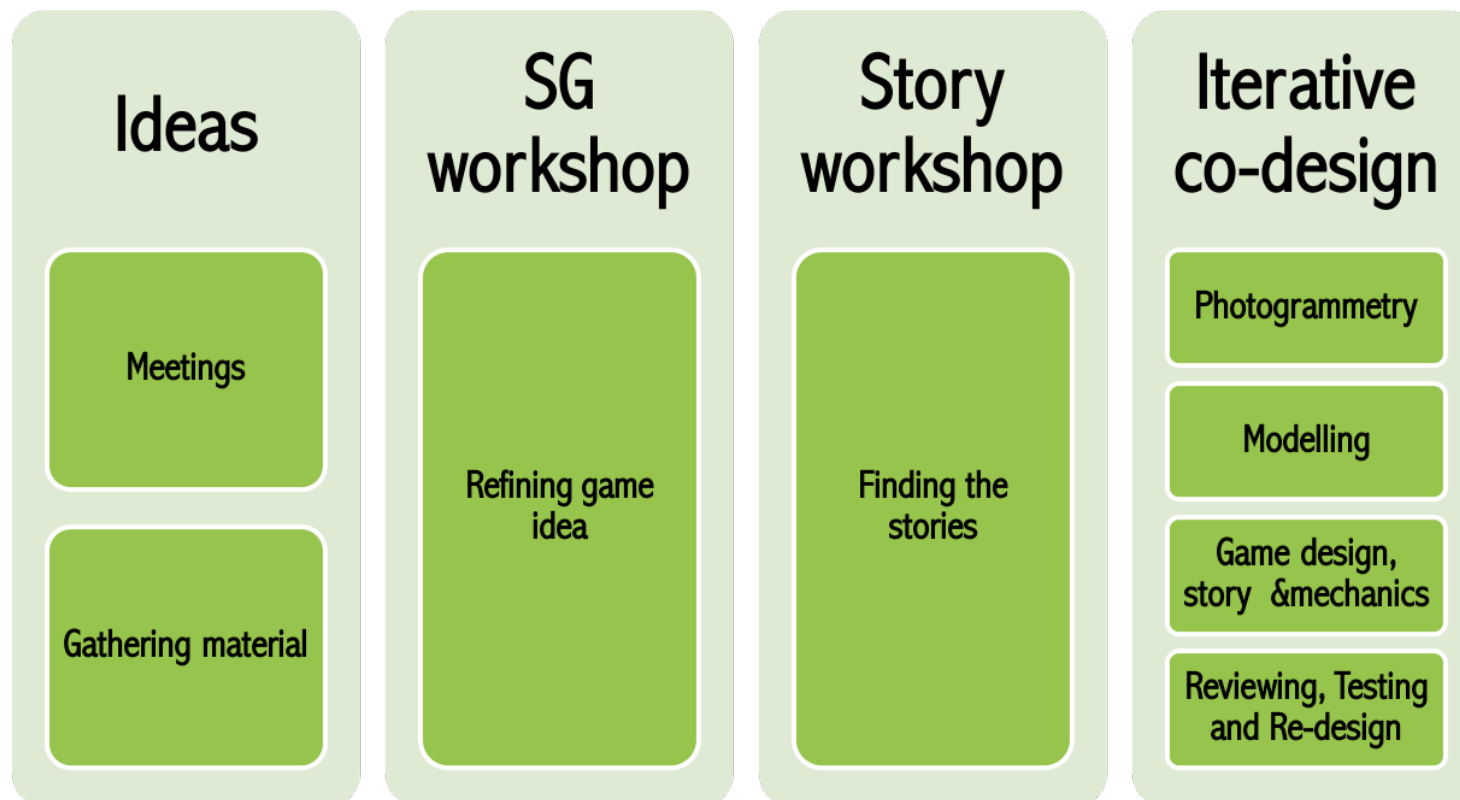 Ideas
Meetings
Gathering material
SG
workshop
Refining game
idea
Story
workshop
Finding the
stories
Iterative
co-design
Photogrammetry
Modelling
Game design,
story  &mechanics
Reviewing, Testing
and Re-design